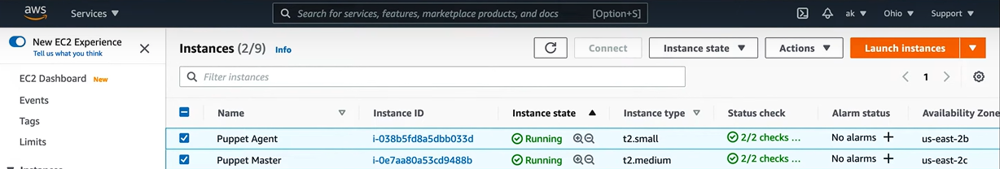 aws Services Search for services, features, marketplace products, and docs [Option+S] ak Ohio Support
New EC2 Experience
Tell us what you think
EC2 Dashboard New
Events
Tags
Limits
Instances (2/9) Info Connect Instance state Actions Launch instances
Filter instances 1
Name Instance ID Instance state Instance type Status check Alarm status Availability Zone
Puppet Agent i-038b5fd8a5dbb033d Running t2.small 2/2 checks ... No alarms + us-east-2b
Puppet Master i-0e7aa80a53cd9488b Running t2.medium 2/2 checks ... No alarms + us-east-2c
Instances